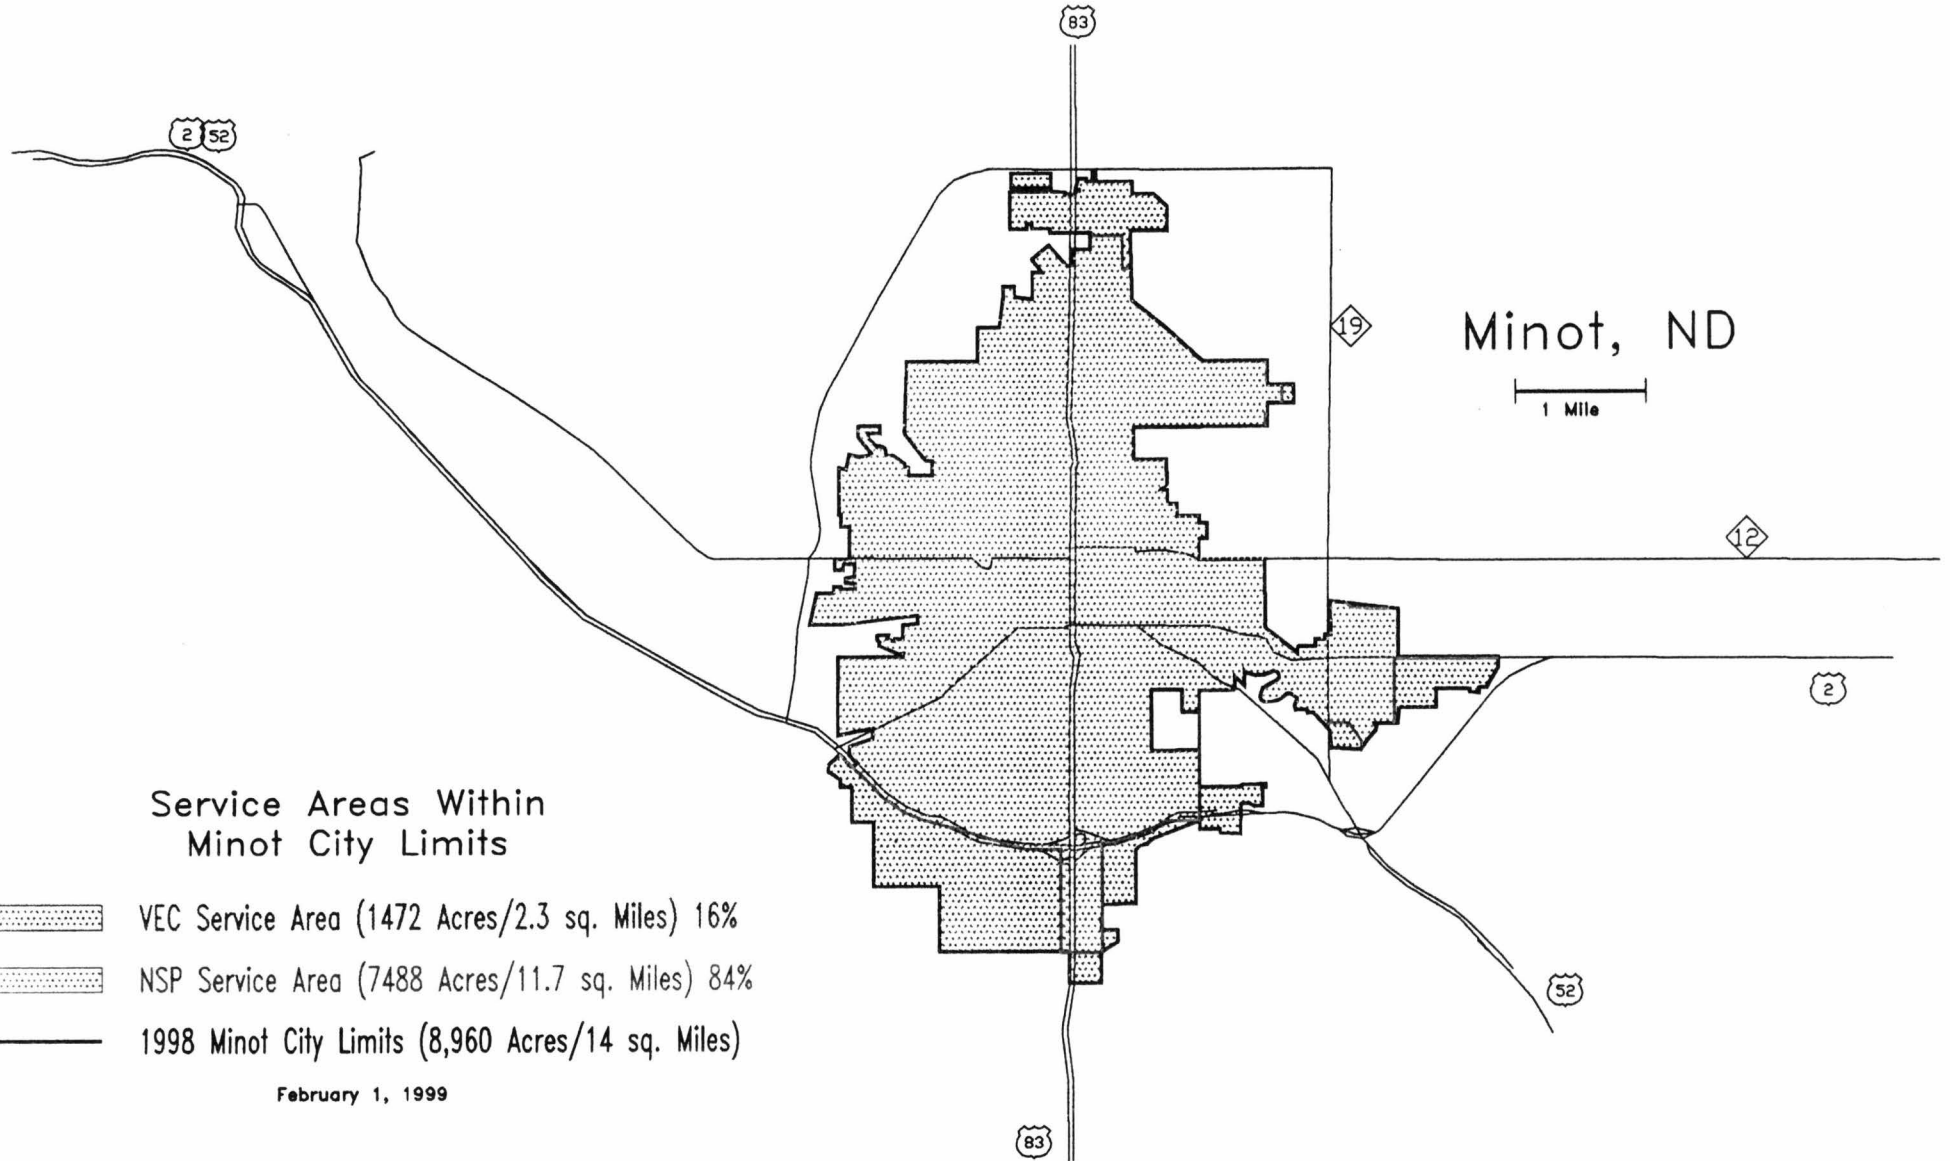 83
2 52
19
Minot, ND
1 Mile
12
2
Service Areas Within
Minot City Limits
VEC Service Area (1472 Acres/2.3 sq. Miles) 16%
NSP Service Area (7488 Acres/11.7 sq. Miles) 84%
1998 Minot City Limits (8,960 Acres/14 sq. Miles)
February 1, 1999
52
83